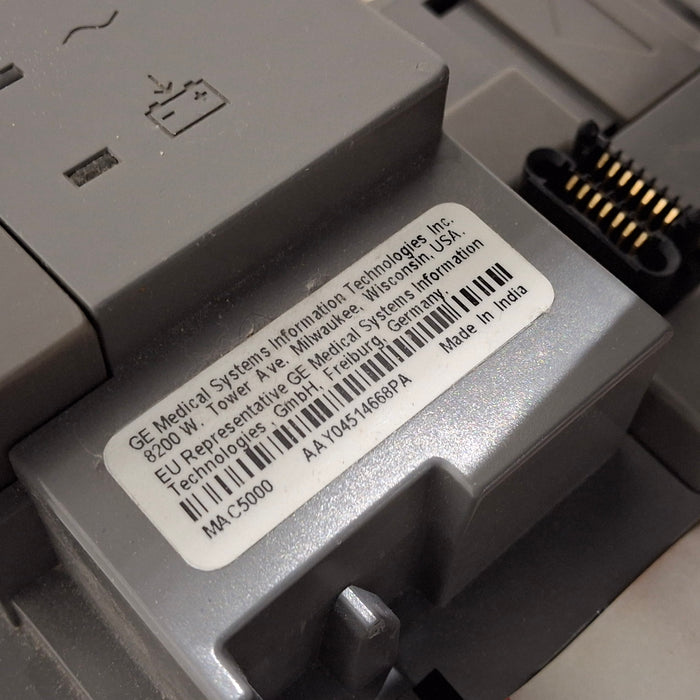 GE Medical Systems Information Technologies, Inc.
8200 W. Tower Ave. Milwaukee, Wisconsin, USA.
EU Representative GE Medical Systems Information
Technologies, GmbH, Freiburg, Germany.
MAC5000 AAY04514668PA Made In India